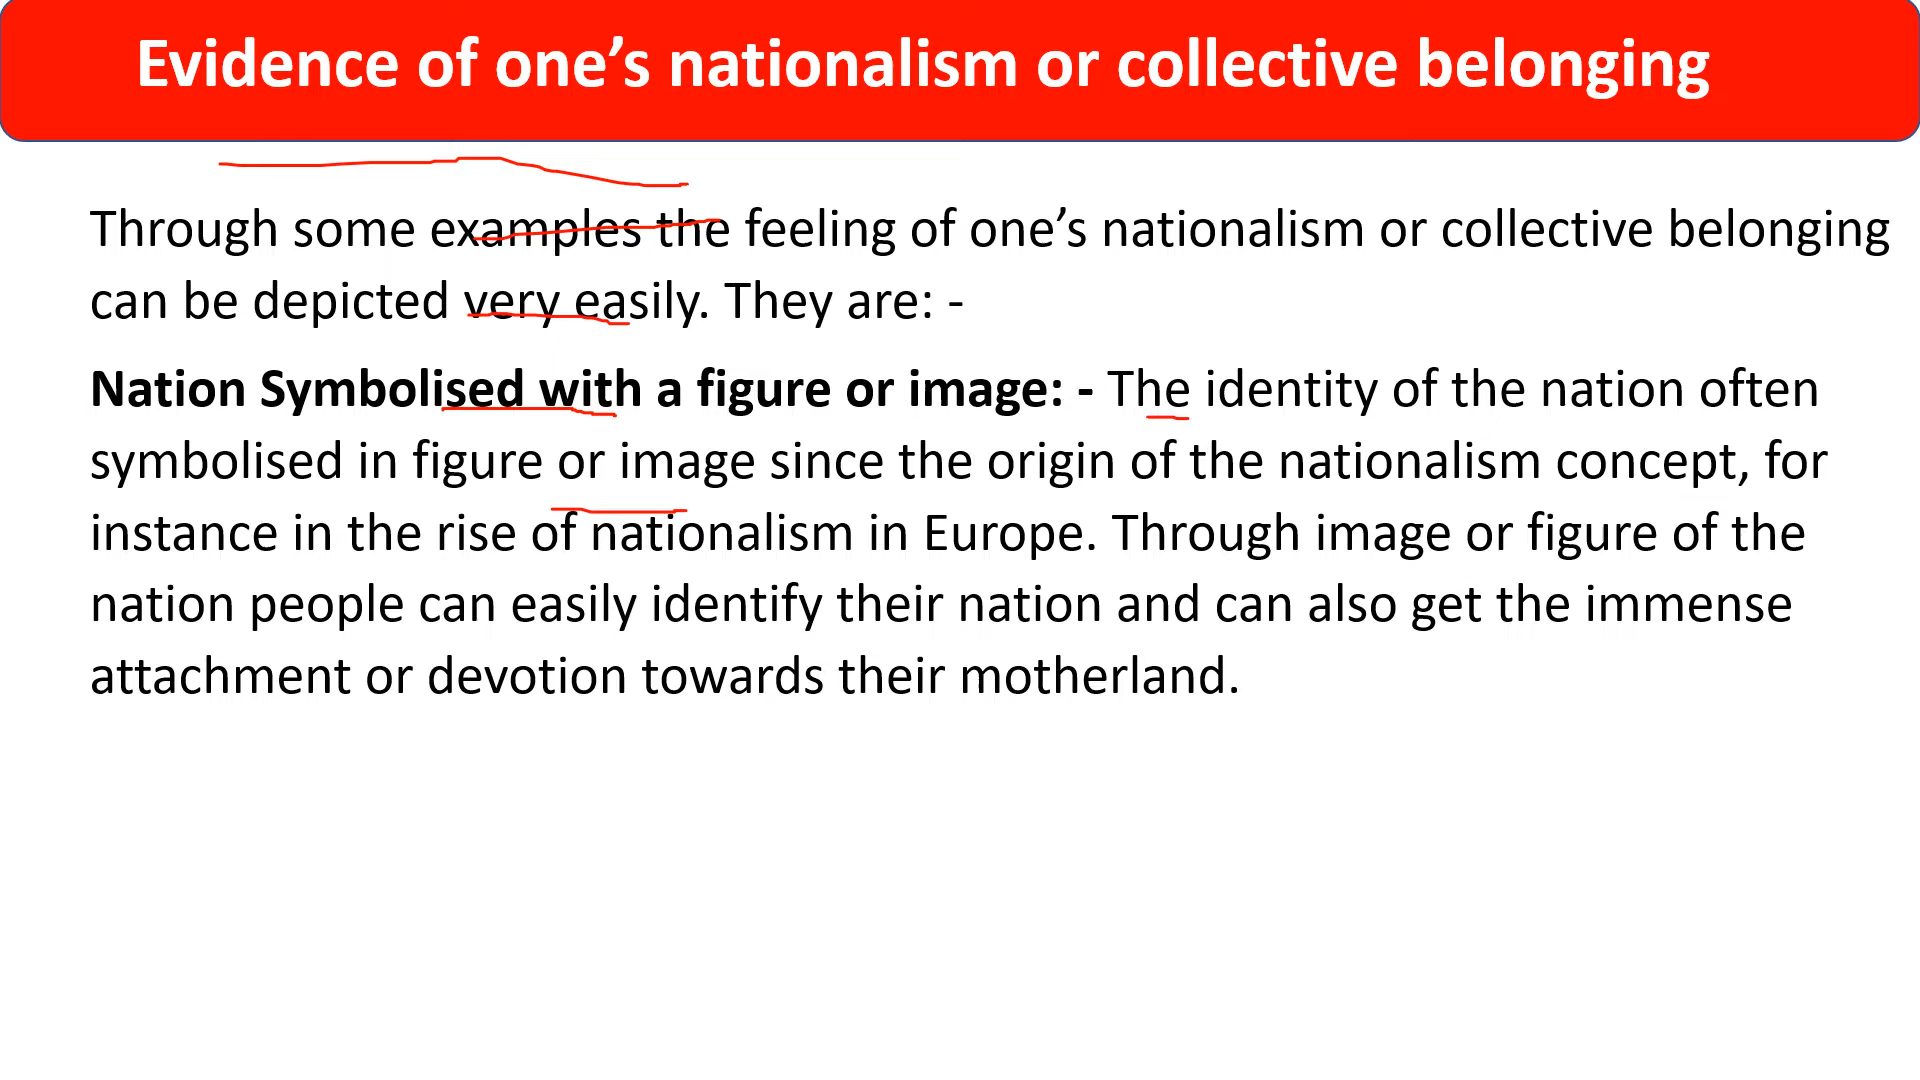 Evidence of one’s nationalism or collective belonging
Through some examples the feeling of one’s nationalism or collective belonging
can be depicted very easily. They are: -
Nation Symbolised with a figure or image: - The identity of the nation often
symbolised in figure or image since the origin of the nationalism concept, for
instance in the rise of nationalism in Europe. Through image or figure of the
nation people can easily identify their nation and can also get the immense
attachment or devotion towards their motherland.